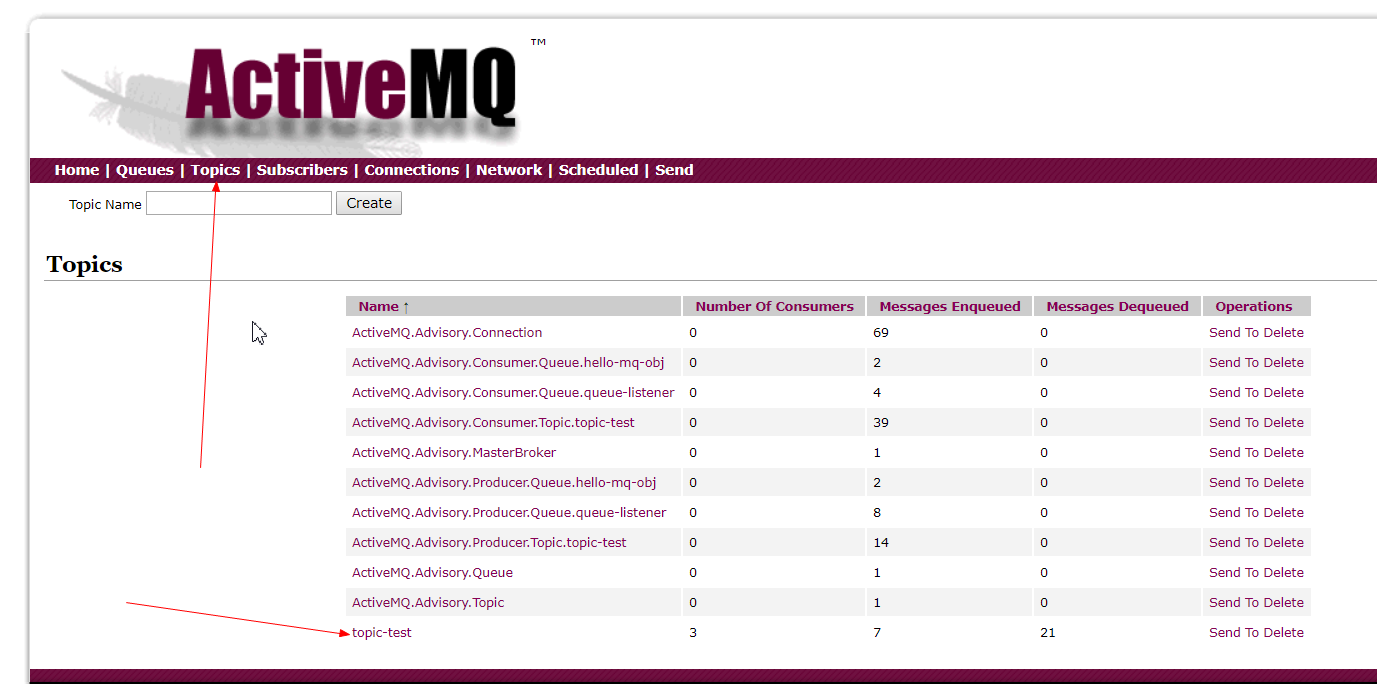 ActiveMQ ™
Home | Queues | Topics | Subscribers | Connections | Network | Scheduled | Send
Topic Name Create
Topics
Name ↑ Number Of Consumers Messages Enqueued Messages Dequeued Operations
ActiveMQ.Advisory.Connection 0 69 0 Send To Delete
ActiveMQ.Advisory.Consumer.Queue.hello-mq-obj 0 2 0 Send To Delete
ActiveMQ.Advisory.Consumer.Queue.queue-listener 0 4 0 Send To Delete
ActiveMQ.Advisory.Consumer.Topic.topic-test 0 39 0 Send To Delete
ActiveMQ.Advisory.MasterBroker 0 1 0 Send To Delete
ActiveMQ.Advisory.Producer.Queue.hello-mq-obj 0 2 0 Send To Delete
ActiveMQ.Advisory.Producer.Queue.queue-listener 0 8 0 Send To Delete
ActiveMQ.Advisory.Producer.Topic.topic-test 0 14 0 Send To Delete
ActiveMQ.Advisory.Queue 0 1 0 Send To Delete
ActiveMQ.Advisory.Topic 0 1 0 Send To Delete
topic-test 3 7 21 Send To Delete